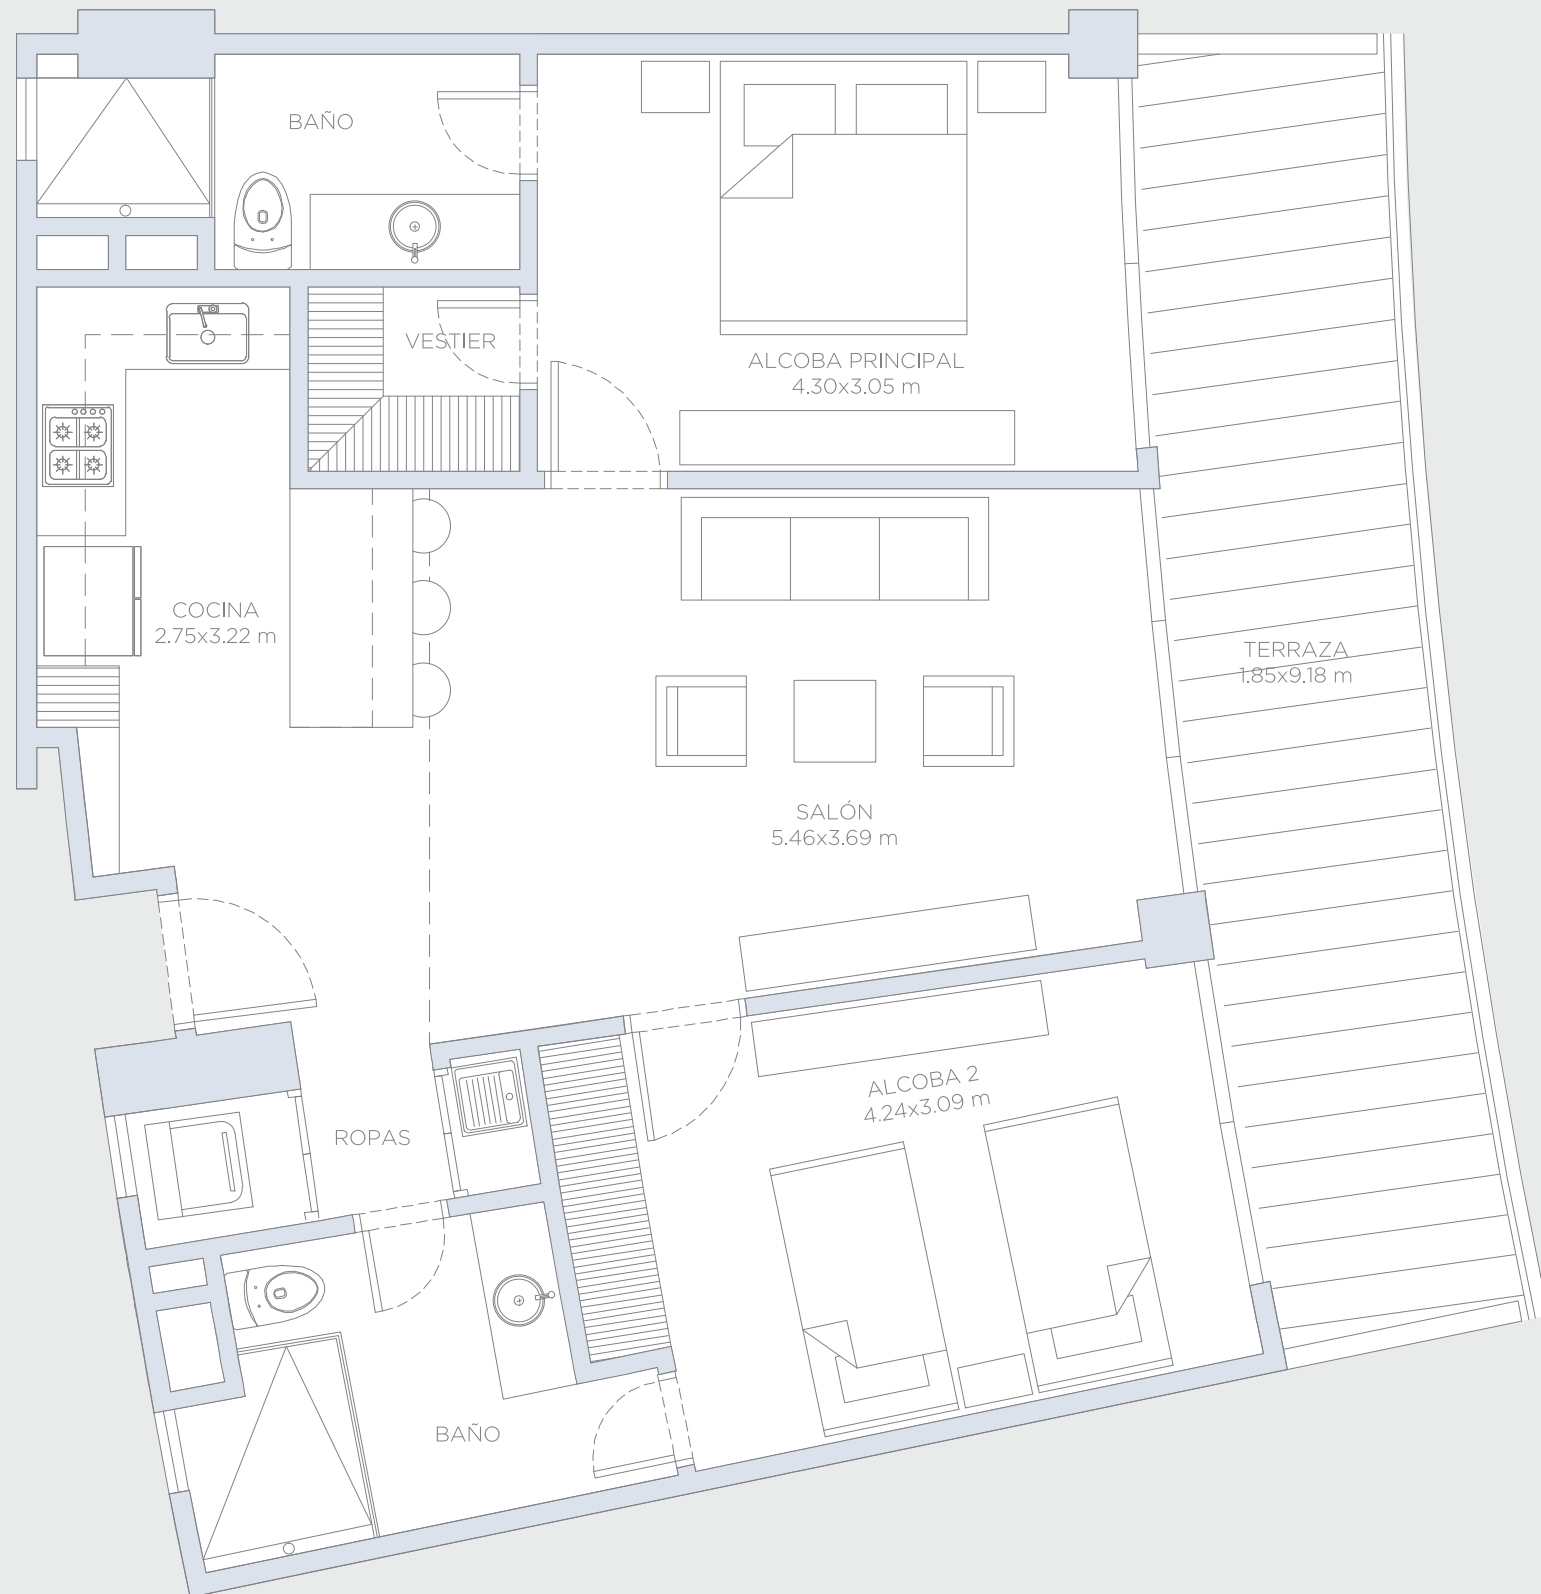 BAÑO
VESTIER
ALCOBA PRINCIPAL
4.30x3.05 m
COCINA
2.75x3.22 m
TERRAZA
1.85x9.18 m
SALÓN
5.46x3.69 m
ALCOBA 2
4.24x3.09 m
ROPAS
BAÑO